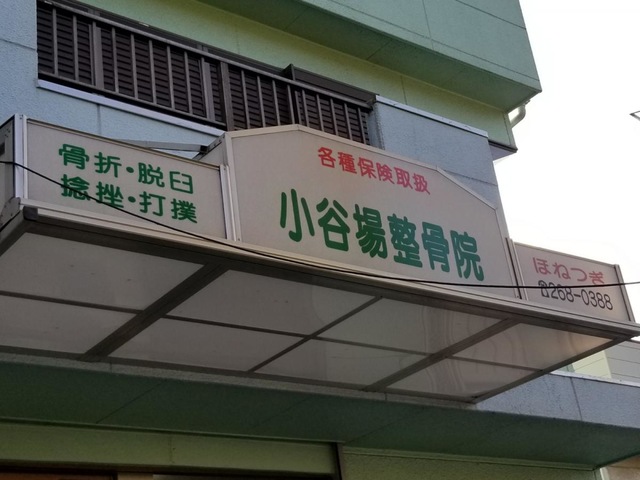 骨折・脱臼
捻挫・打撲
各種保険取扱
小谷場整骨院
ほねつぎ
☎268-0388